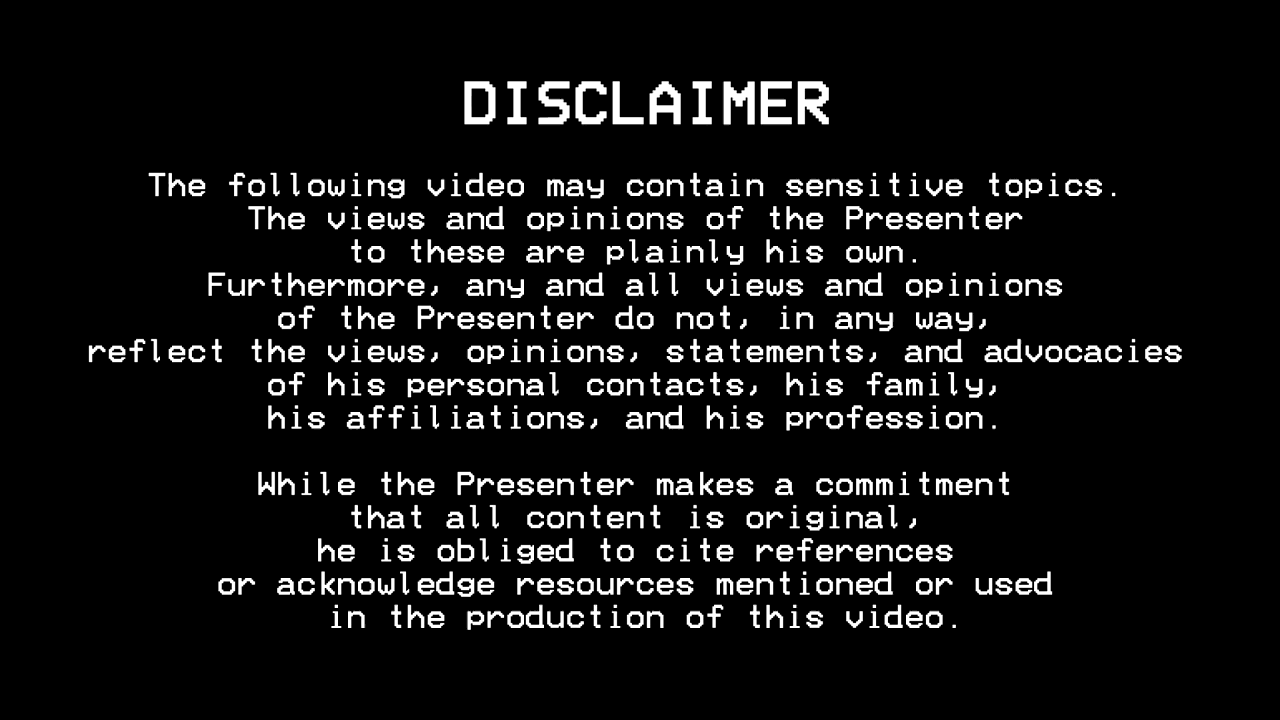 DISCLAIMER
The following video may contain sensitive topics.
The views and opinions of the Presenter
to these are plainly his own.
Furthermore, any and all views and opinions
of the Presenter do not, in any way,
reflect the views, opinions, statements, and advocacies
of his personal contacts, his family,
his affiliations, and his profession.
While the Presenter makes a commitment
that all content is original,
he is obliged to cite references
or acknowledge resources mentioned or used
in the production of this video.